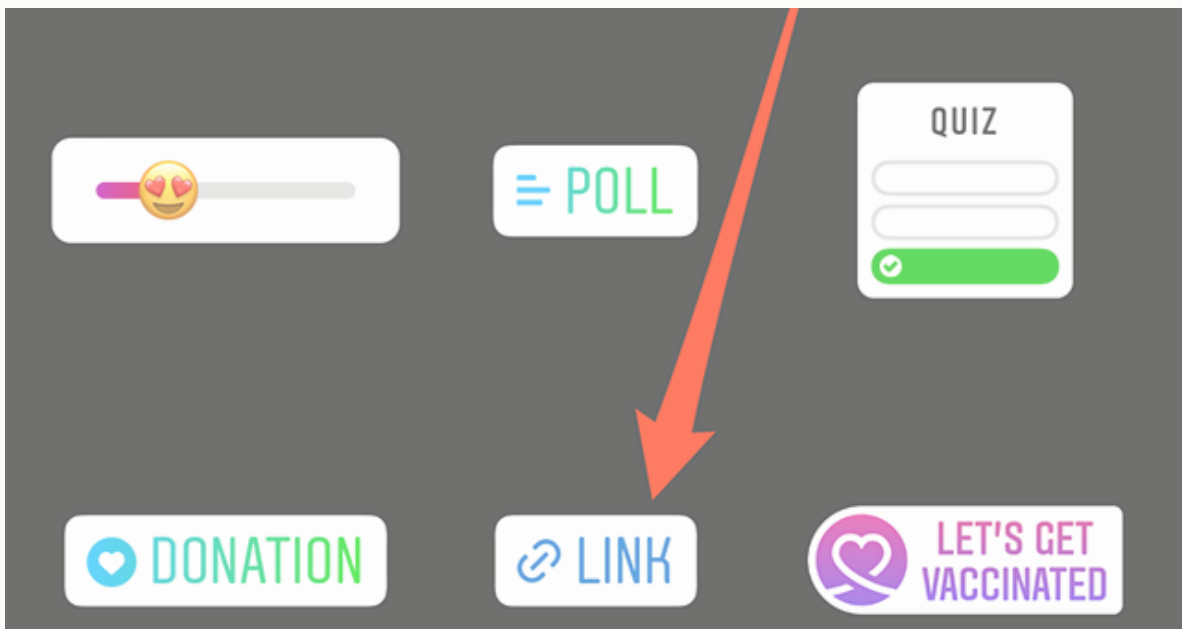 POLL
QUIZ
DONATION
LINK
LET'S GET
VACCINATED